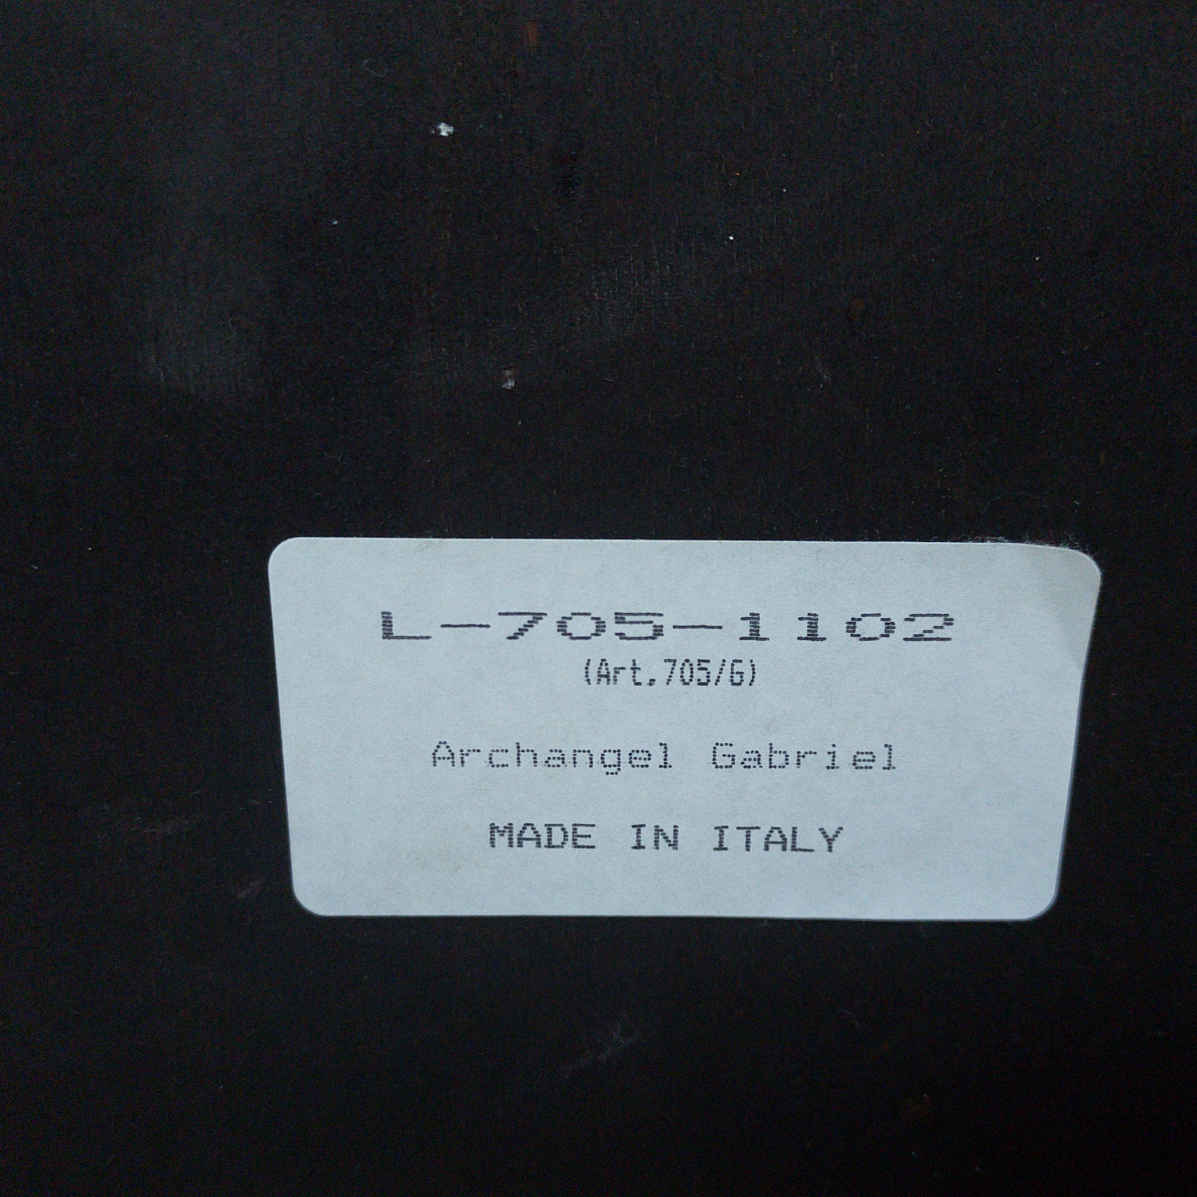 L-705-1102
(Art.705/G)
Archangel Gabriel
MADE IN ITALY